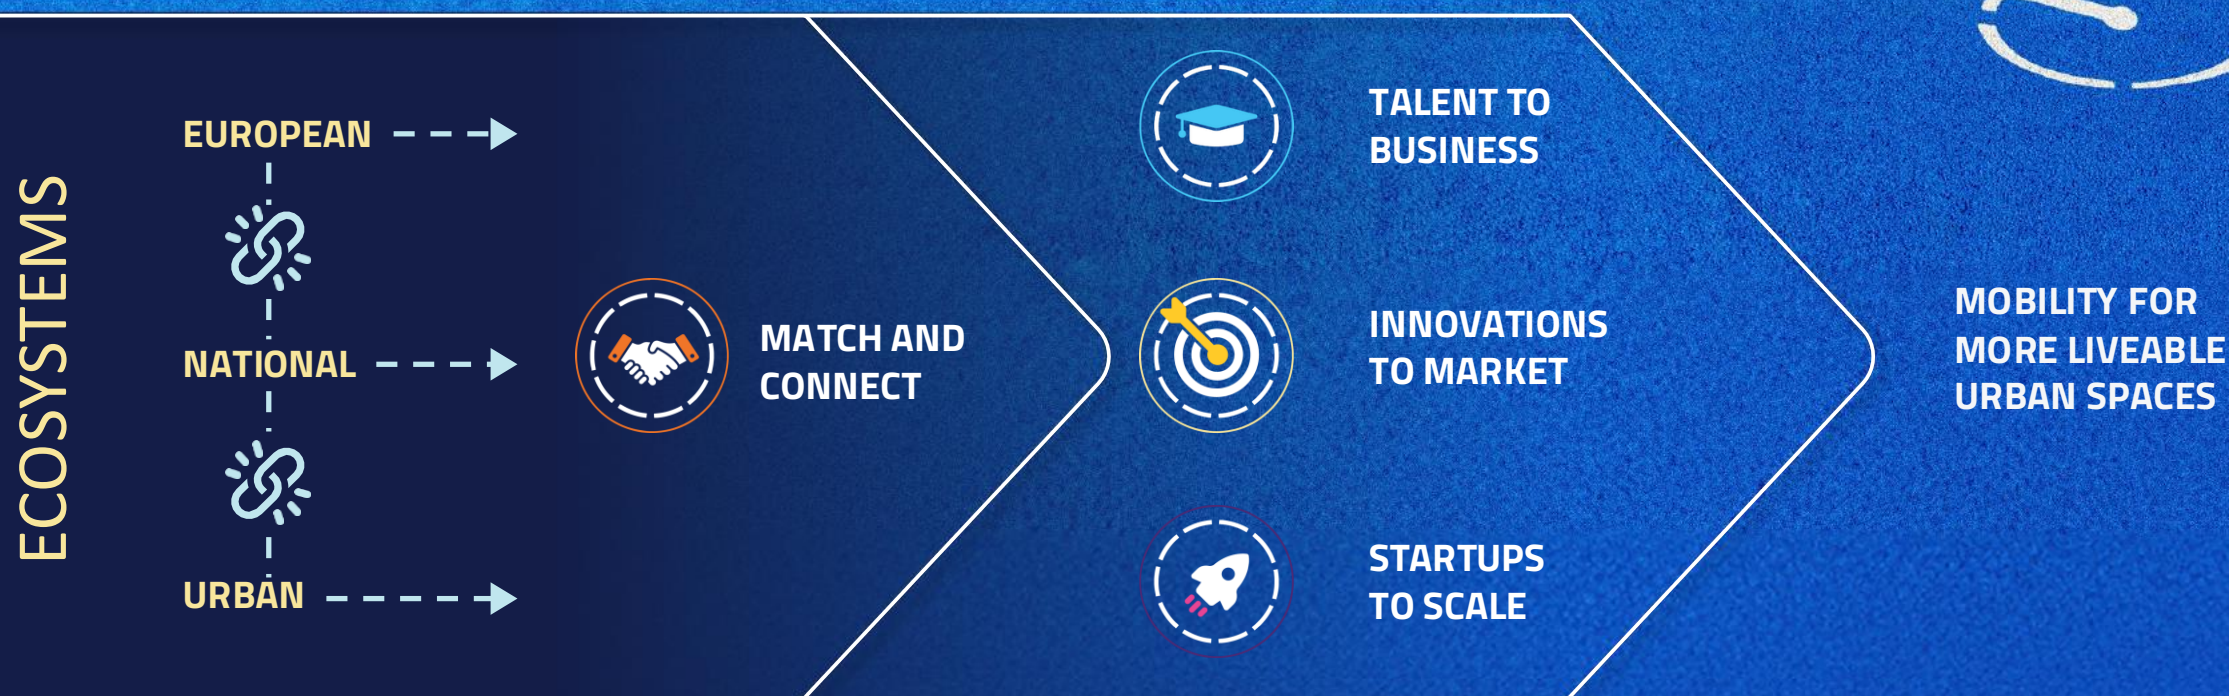 ECOSYSTEMS
EUROPEAN
NATIONAL
URBAN
MATCH AND
CONNECT
TALENT TO
BUSINESS
INNOVATIONS
TO MARKET
STARTUPS
TO SCALE
MOBILITY FOR
MORE LIVEABLE
URBAN SPACES